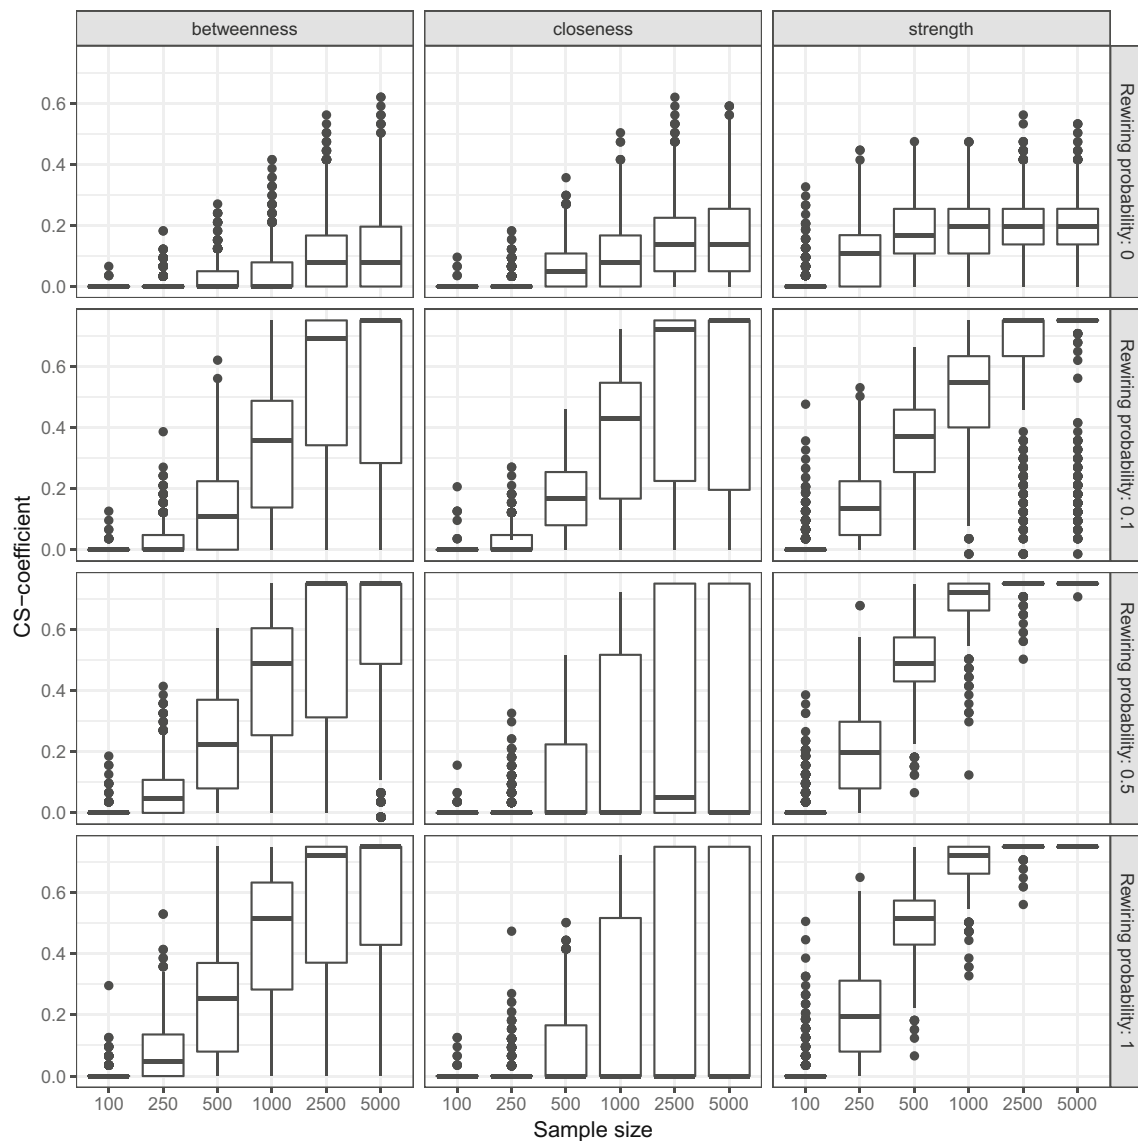 betweenness closeness strength
0.6
0.4
0.2
0.0
Rewiring probability: 0
0.6
0.4
0.2
0.0
Rewiring probability: 0.1
0.6
0.4
0.2
0.0
Rewiring probability: 0.5
0.6
0.4
0.2
0.0
Rewiring probability: 1
CS−coefficient
100 250 500 1000 2500 5000 100 250 500 1000 2500 5000 100 250 500 1000 2500 5000
Sample size